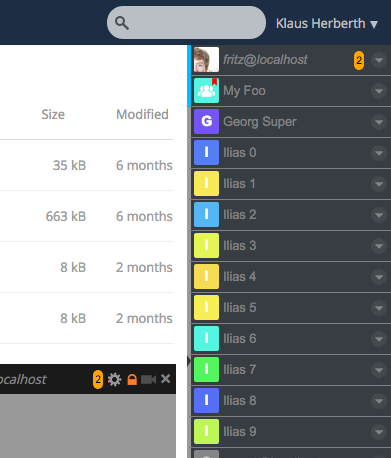 Klaus Herberth ▼
Size Modified
35 kB 6 months
663 kB 6 months
8 kB 2 months
8 kB 2 months
ocalhost 2
fritz@localhost 2
My Foo
G Georg Super
I Ilias 0
I Ilias 1
I Ilias 2
I Ilias 3
I Ilias 4
I Ilias 5
I Ilias 6
I Ilias 7
I Ilias 8
I Ilias 9